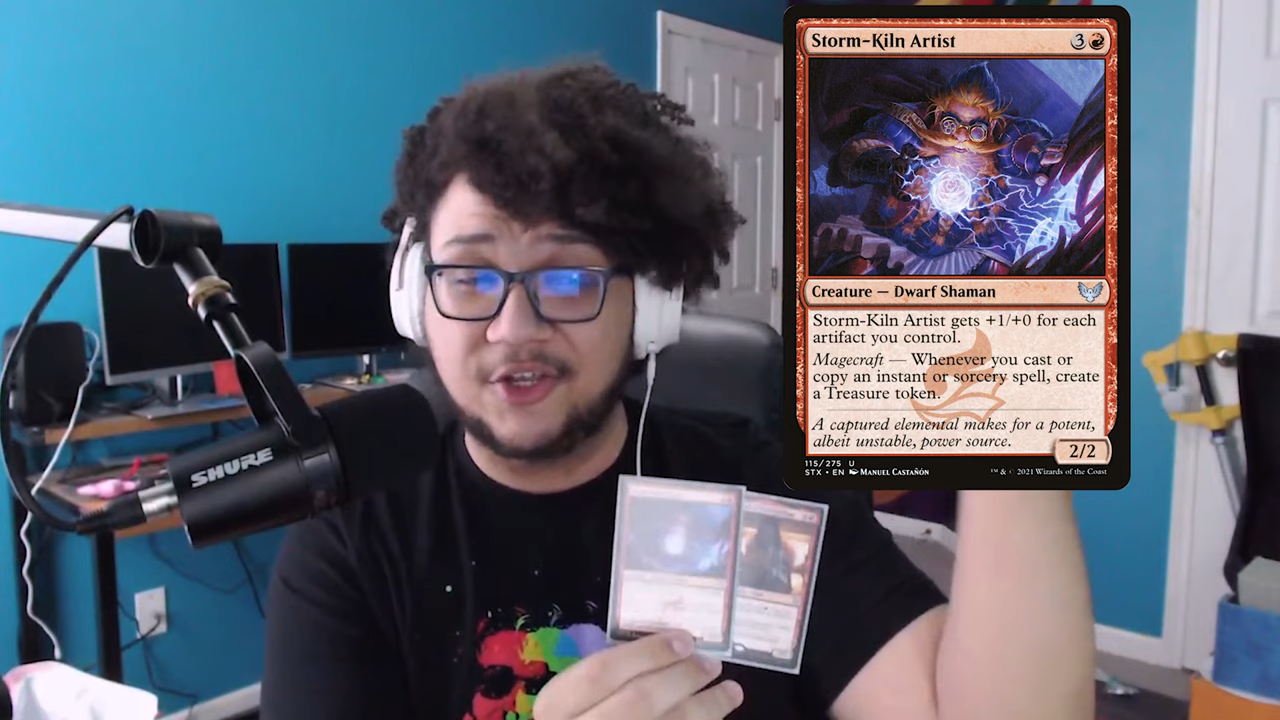 Storm-Kiln Artist 3
Creature — Dwarf Shaman
Storm-Kiln Artist gets +1/+0 for each
artifact you control.
Magecraft — Whenever you cast or
copy an instant or sorcery spell, create
a Treasure token.
A captured elemental makes for a potent,
albeit unstable, power source.
2/2
115/275 U
STX • EN Manuel Castañón
™ & © 2021 Wizards of the Coast
SHURE